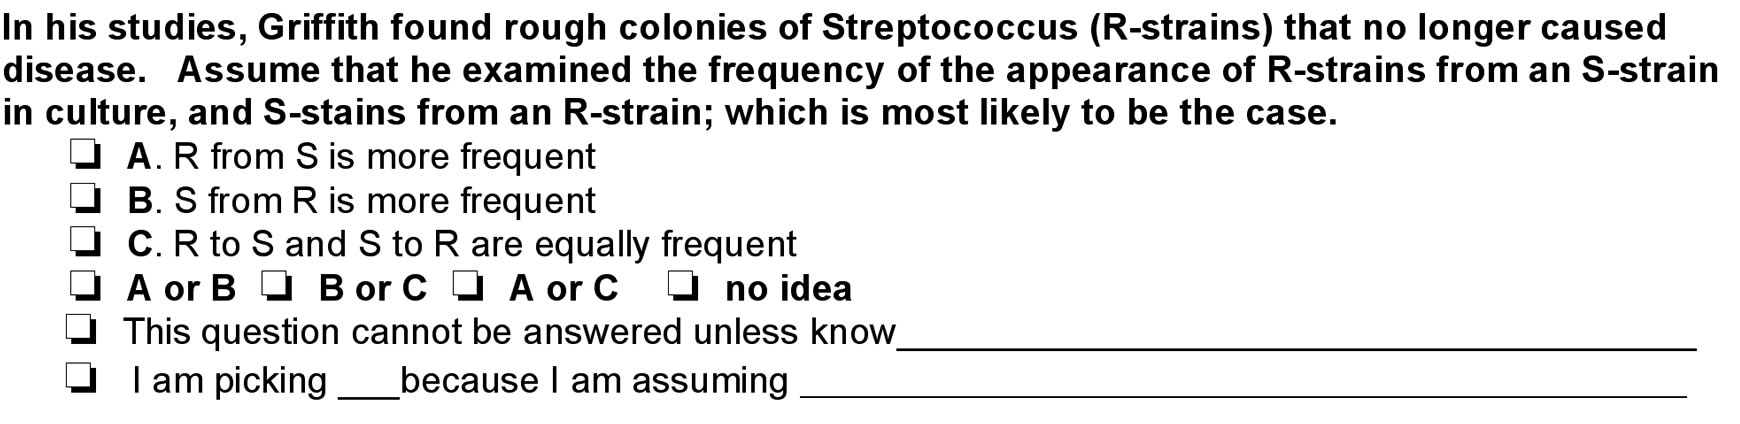 In his studies, Griffith found rough colonies of Streptococcus (R-strains) that no longer caused
disease.   Assume that he examined the frequency of the appearance of R-strains from an S-strain
in culture, and S-stains from an R-strain; which is most likely to be the case.
❏ A. R from S is more frequent
❏ B. S from R is more frequent
❏ C. R to S and S to R are equally frequent
❏ A or B ❏ B or C ❏ A or C ❏ no idea
❏ This question cannot be answered unless know________________________________________
❏ I am picking ___because I am assuming ____________________________________________